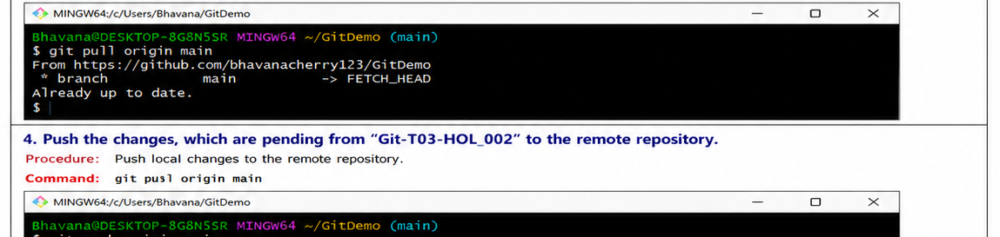 MINGW64:/c/Users/Bhavana/GitDemo
Bhavana@DESKTOP-8G8N5SR MINGW64 ~/GitDemo (main)
$ git pull origin main
From https://github.com/bhavanacherry123/GitDemo
* branch main -> FETCH_HEAD
Already up to date.
$
4. Push the changes, which are pending from “Git-T03-HOL_002” to the remote repository.
Procedure: Push local changes to the remote repository.
Command: git pusl origin main
MINGW64:/c/Users/Bhavana/GitDemo
Bhavana@DESKTOP-8G8N5SR MINGW64 ~/GitDemo (main)